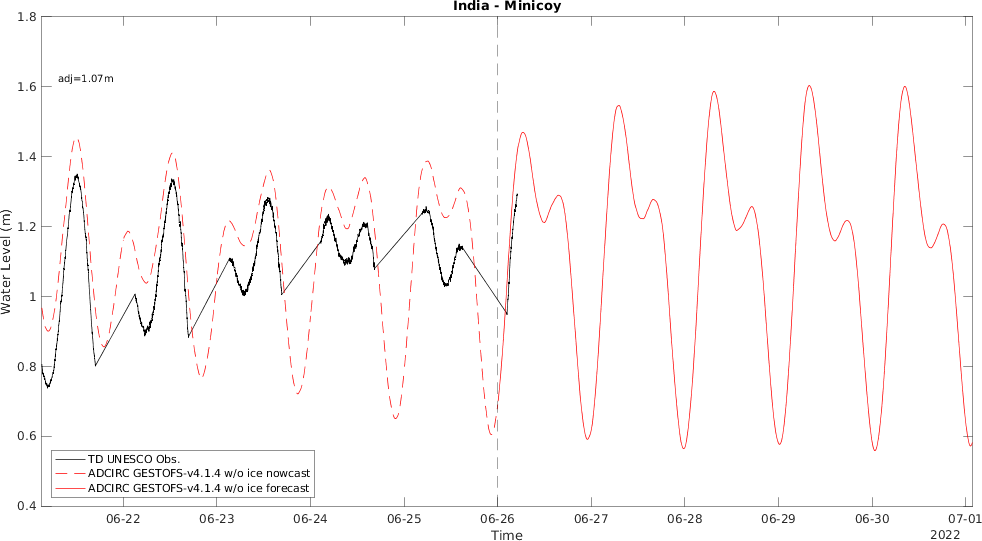 India - Minicoy
1.8
1.6
1.4
1.2
1
0.8
0.6
0.4
Water Level (m)
adj=1.07m
TD UNESCO Obs.
ADCIRC GESTOFS-v4.1.4 w/o ice nowcast
ADCIRC GESTOFS-v4.1.4 w/o ice forecast
06-22 06-23 06-24 06-25 06-26 06-27 06-28 06-29 06-30 07-01
Time
2022